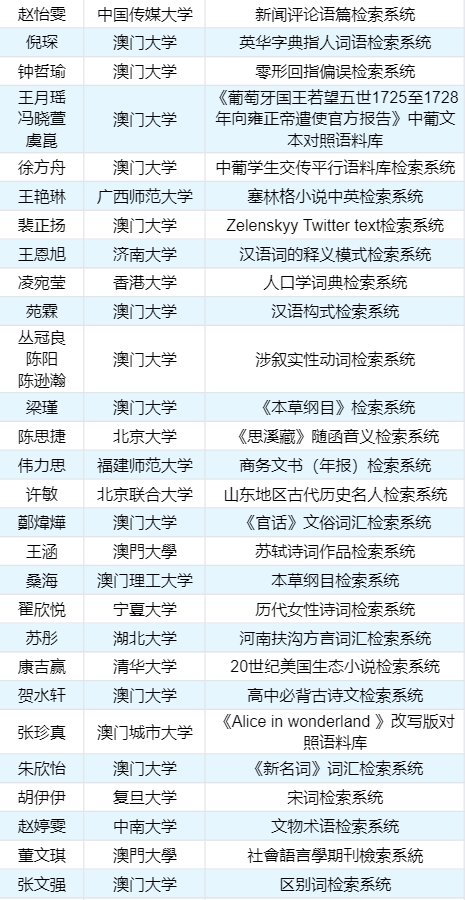 赵怡雯 中国传媒大学 新闻评论语篇检索系统
倪琛 澳门大学 英华字典指人词语检索系统
钟哲瑜 澳门大学 零形回指偏误检索系统
王月瑶
冯晓萱
虞崑
澳门大学
《葡萄牙国王若望五世1725至1728
年向雍正帝遣使官方报告》中葡文
本对照语料库
徐方舟 澳门大学 中葡学生交传平行语料库检索系统
王艳琳 广西师范大学 塞林格小说中英检索系统
裴正扬 澳门大学 Zelenskyy Twitter text检索系统
王恩旭 济南大学 汉语词的释义模式检索系统
凌宛莹 香港大学 人口学词典检索系统
苑霖 澳门大学 汉语构式检索系统
丛冠良
陈阳
陈逊瀚
澳门大学 涉叙实性动词检索系统
梁瑾 澳门大学 《本草纲目》检索系统
陈思捷 北京大学 《思溪藏》随函音义检索系统
伟力思 福建师范大学 商务文书（年报）检索系统
许敏 北京联合大学 山东地区古代历史名人检索系统
鄭煒燁 澳门大学 《官话》文俗词汇检索系统
王涵 澳門大學 苏轼诗词作品检索系统
桑海 澳门理工大学 本草纲目检索系统
翟欣悦 宁夏大学 历代女性诗词检索系统
苏彤 湖北大学 河南扶沟方言词汇检索系统
康吉赢 清华大学 20世纪美国生态小说检索系统
贺水轩 澳门大学 高中必背古诗文检索系统
张珍真 澳门城市大学
《Alice in wonderland 》改写版对
照语料库
朱欣怡 澳门大学 《新名词》词汇检索系统
胡伊伊 复旦大学 宋词检索系统
赵婷雯 中南大学 文物术语检索系统
董文琪 澳門大學 社會語言學期刊檢索系統
张文强 澳门大学 区别词检索系统